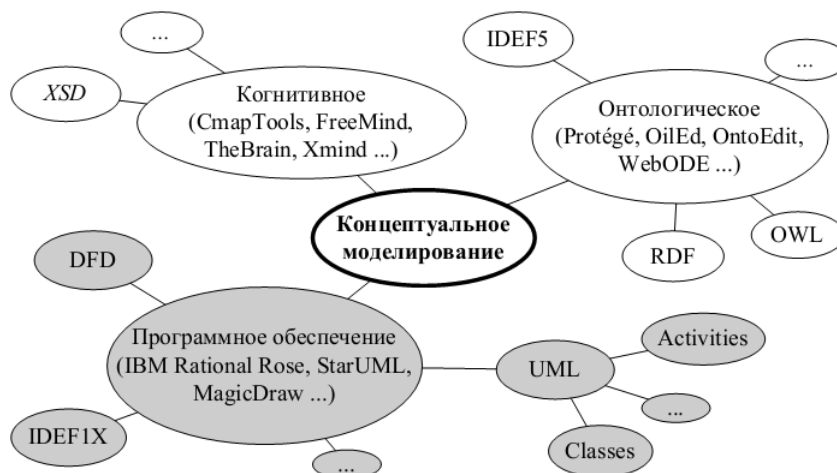 ...
XSD
Когнитивное
(CmapTools, FreeMind,
TheBrain, Xmind ...)
IDEF5
...
Онтологическое
(Protégé, OilEd, OntoEdit,
WebODE ...)
OWL
RDF
Концептуальное
моделирование
DFD
Программное обеспечение
(IBM Rational Rose, StarUML,
MagicDraw ...)
IDEF1X
...
UML
Activities
...
Classes